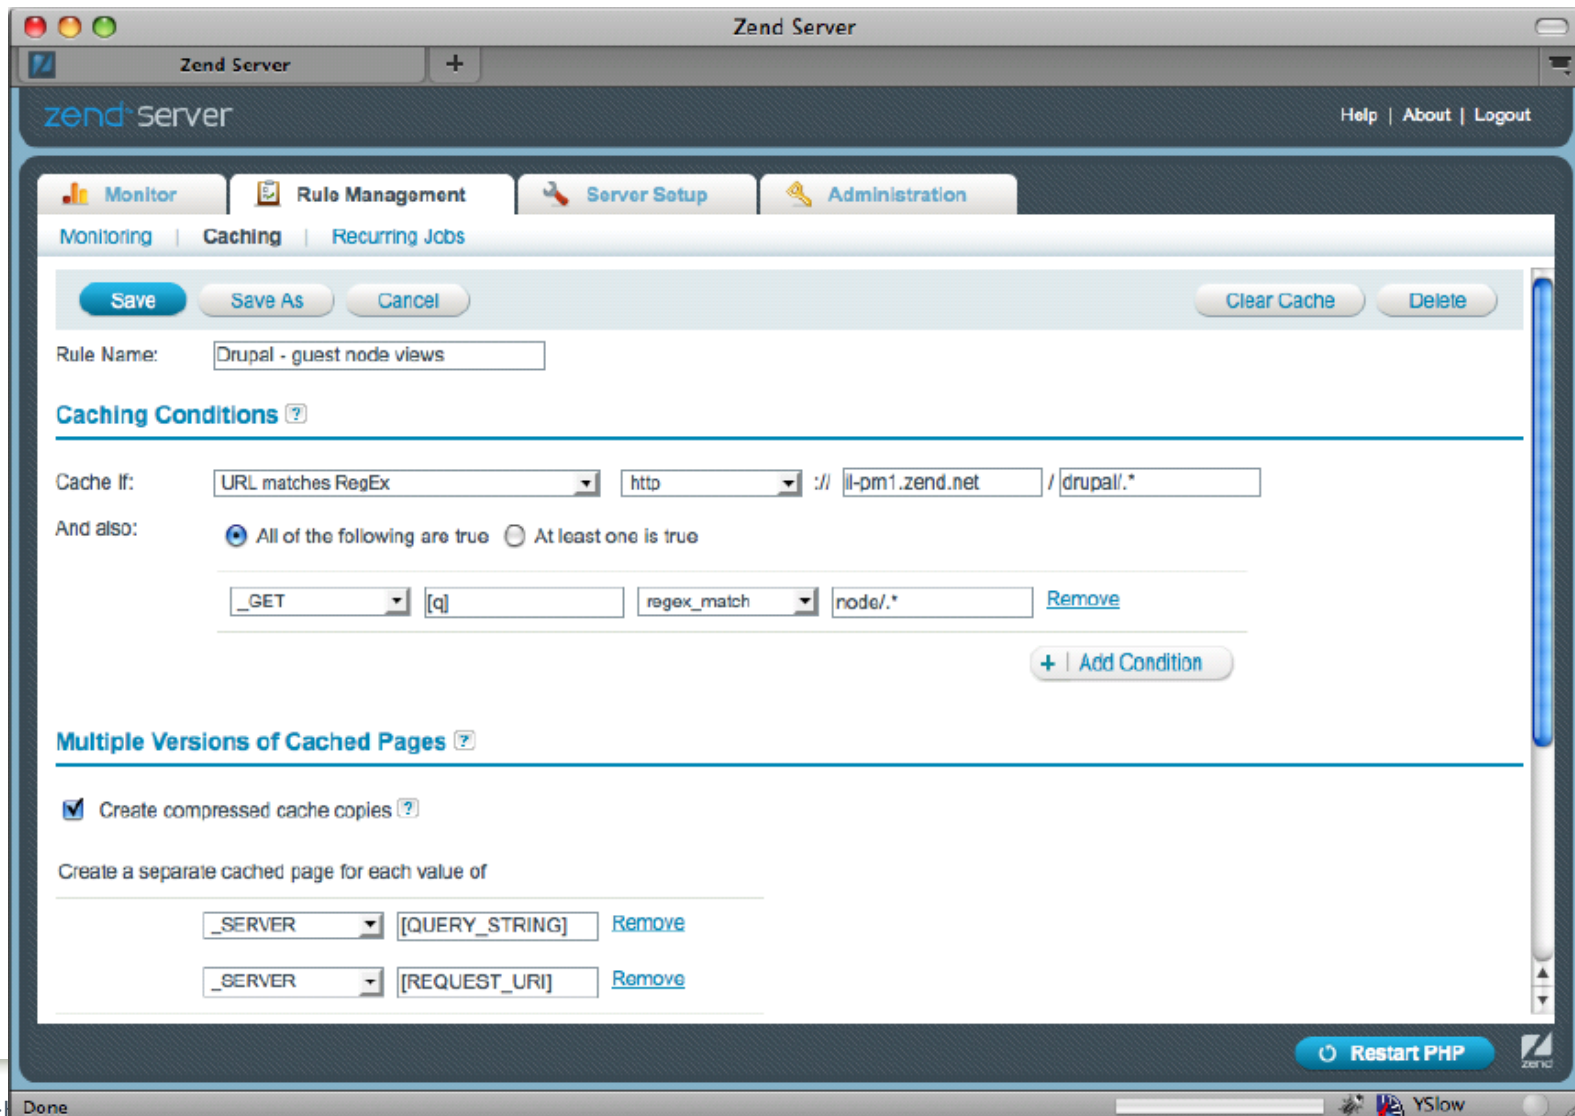 Zend Server
Zend Server +
zend server Help | About | Logout
Monitor Rule Management Server Setup Administration
Monitoring | Caching | Recurring Jobs
Save Save As Cancel Clear Cache Delete
Rule Name: Drupal - guest node views
Caching Conditions ?
Cache If: URL matches RegEx http :// il-pm1.zend.net / drupal/.*
And also: All of the following are true At least one is true
_GET [q] regex_match node/.* Remove
+ | Add Condition
Multiple Versions of Cached Pages ?
Create compressed cache copies ?
Create a separate cached page for each value of
_SERVER [QUERY_STRING] Remove
_SERVER [REQUEST_URI] Remove
Restart PHP zend
Done YSlow